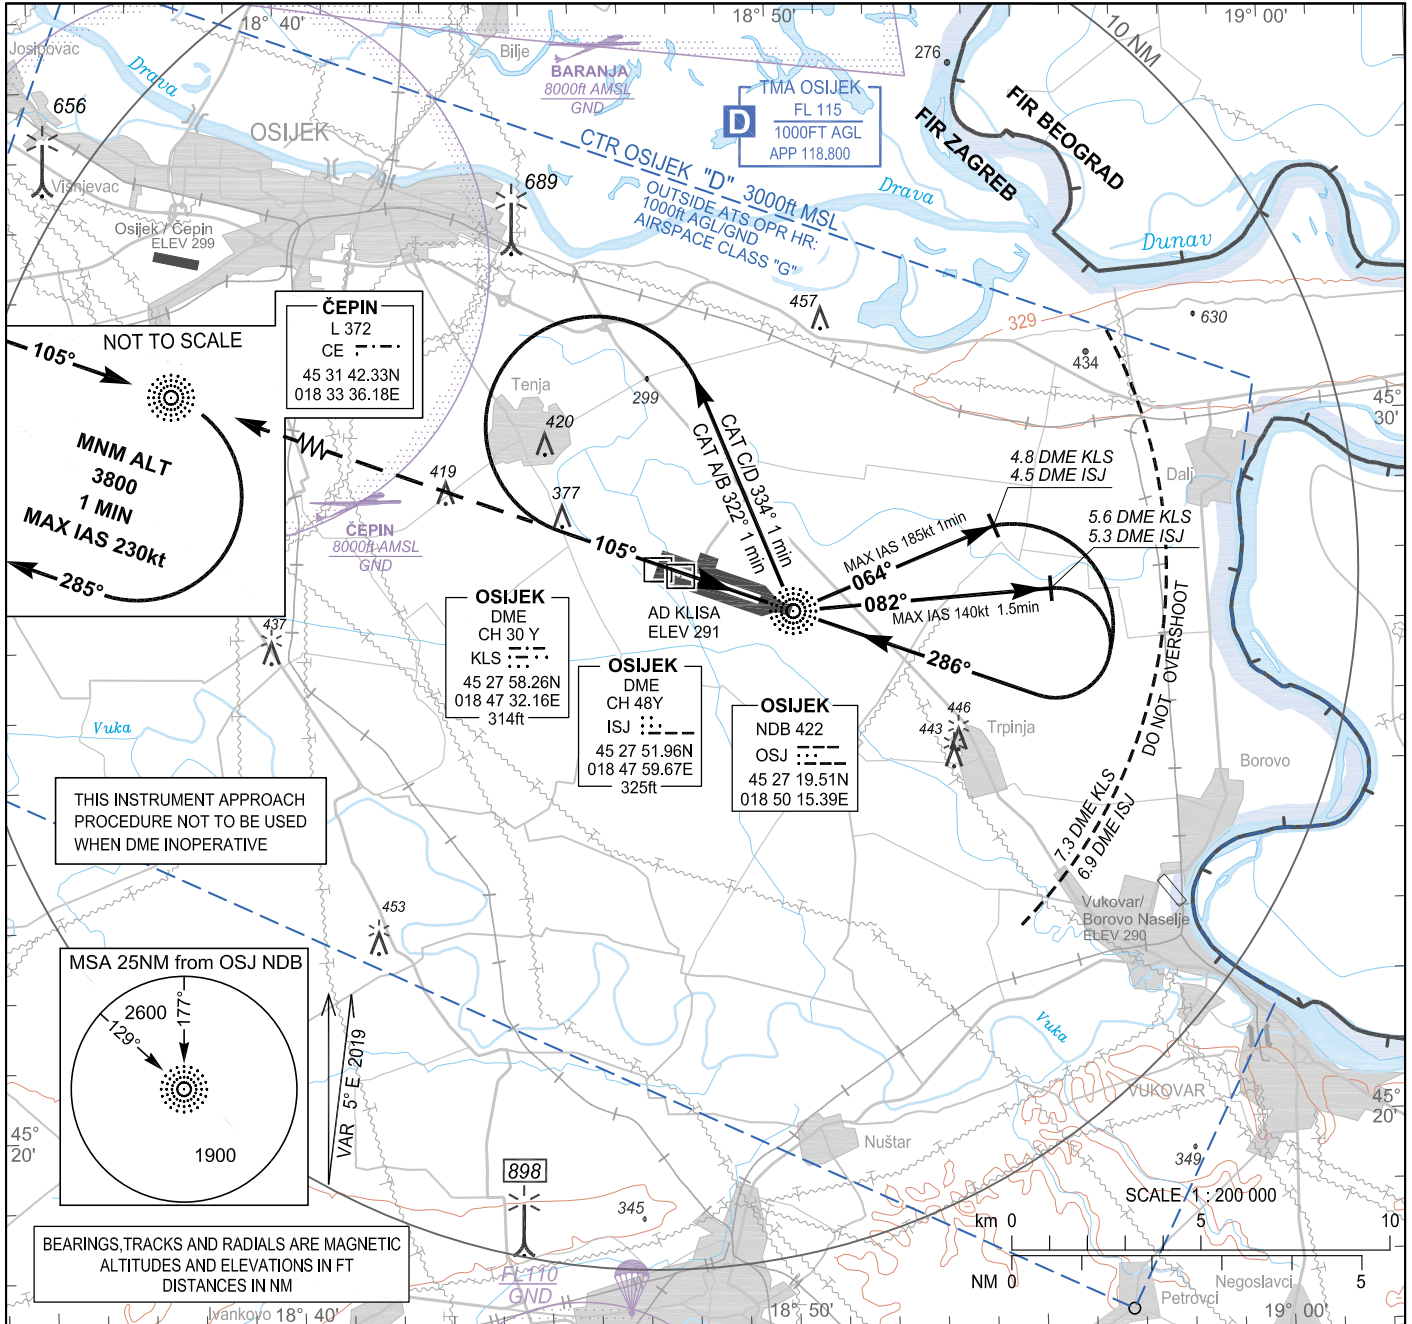 18° 40'
18° 50'
19° 00'
Josipovac
Drava
Bilje
10 NM
276
BARANJA
8000ft AMSL
GND
TMA OSIJEK
D
FL 115
1000FT AGL
APP 118.800
FIR BEOGRAD
FIR ZAGREB
656
OSIJEK
CTR OSIJEK "D" 3000ft MSL
OUTSIDE ATS OPR HR:
1000ft AGL/GND
AIRSPACE CLASS "G"
689
Višnjevac
Drava
Dunav
Osijek / Čepin
ELEV 299
ČEPIN
L 372
CE
45 31 42.33N
018 33 36.18E
457
329
630
434
NOT TO SCALE
105°
MNM ALT
3800
1 MIN
MAX IAS 230kt
285°
Tenja
299
420
45°
30'
CAT C/D 334° 1 min
CAT A/B 322° 1 min
4.8 DME KLS
4.5 DME ISJ
Dalj
419
377
5.6 DME KLS
5.3 DME ISJ
ČEPIN
8000ft AMSL
GND
105°
MAX IAS 185kt 1min
064°
082°
MAX IAS 140kt 1.5min
286°
DO NOT OVERSHOOT
AD KLISA
ELEV 291
OSIJEK
DME
CH 30 Y
KLS
45 27 58.26N
018 47 32.16E
314ft
OSIJEK
DME
CH 48Y
ISJ
45 27 51.96N
018 47 59.67E
325ft
OSIJEK
NDB 422
OSJ
45 27 19.51N
018 50 15.39E
437
446
443
Trpinja
Vuka
Borovo
THIS INSTRUMENT APPROACH
PROCEDURE NOT TO BE USED
WHEN DME INOPERATIVE
7.3 DME KLS
6.9 DME ISJ
453
Vukovar/
Borovo Naselje
ELEV 290
MSA 25NM from OSJ NDB
2600
177°
129°
1900
VAR 5° E 2019
Vuka
VUKOVAR
45°
20'
45°
20'
Nuštar
349
898
345
SCALE 1 : 200 000
km 0
5
10
NM 0
5
BEARINGS,TRACKS AND RADIALS ARE MAGNETIC
ALTITUDES AND ELEVATIONS IN FT
DISTANCES IN NM
FL110
GND
Negoslavci
Petrovci
Ivankovo
18° 40'
18° 50'
19° 00'